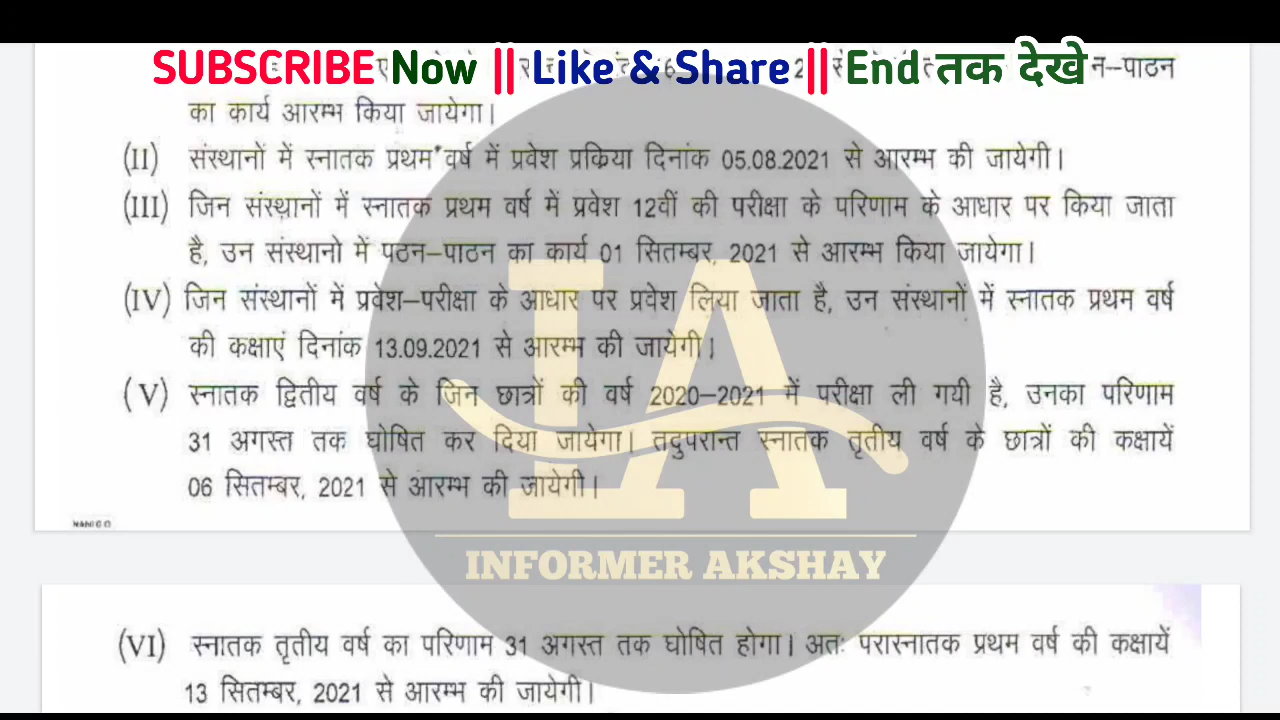 SUBSCRIBE Now || Like & Share || End तक देखे
न–पाठन
का कार्य आरम्भ किया जायेगा।
(II) संस्थानों में स्नातक प्रथम वर्ष में प्रवेश प्रक्रिया दिनांक 05.08.2021 से आरम्भ की जायेगी।
(III) जिन संस्थानों में स्नातक प्रथम वर्ष में प्रवेश 12वीं की परीक्षा के परिणाम के आधार पर किया जाता
है, उन संस्थानो में पठन–पाठन का कार्य 01 सितम्बर, 2021 से आरम्भ किया जायेगा।
(IV) जिन संस्थानों में प्रवेश–परीक्षा के आधार पर प्रवेश लिया जाता है, उन संस्थानों में स्नातक प्रथम वर्ष
की कक्षाएं दिनांक 13.09.2021 से आरम्भ की जायेगी।
(V) स्नातक द्वितीय वर्ष के जिन छात्रों की वर्ष 2020–2021 में परीक्षा ली गयी है, उनका परिणाम
31 अगस्त तक घोषित कर दिया जायेगा। तदुपरान्त स्नातक तृतीय वर्ष के छात्रों की कक्षायें
06 सितम्बर, 2021 से आरम्भ की जायेगी।
IA
INFORMER AKSHAY
(VI) स्नातक तृतीय वर्ष का परिणाम 31 अगस्त तक घोषित होगा। अतः परास्नातक प्रथम वर्ष की कक्षायें
13 सितम्बर, 2021 से आरम्भ की जायेगी।